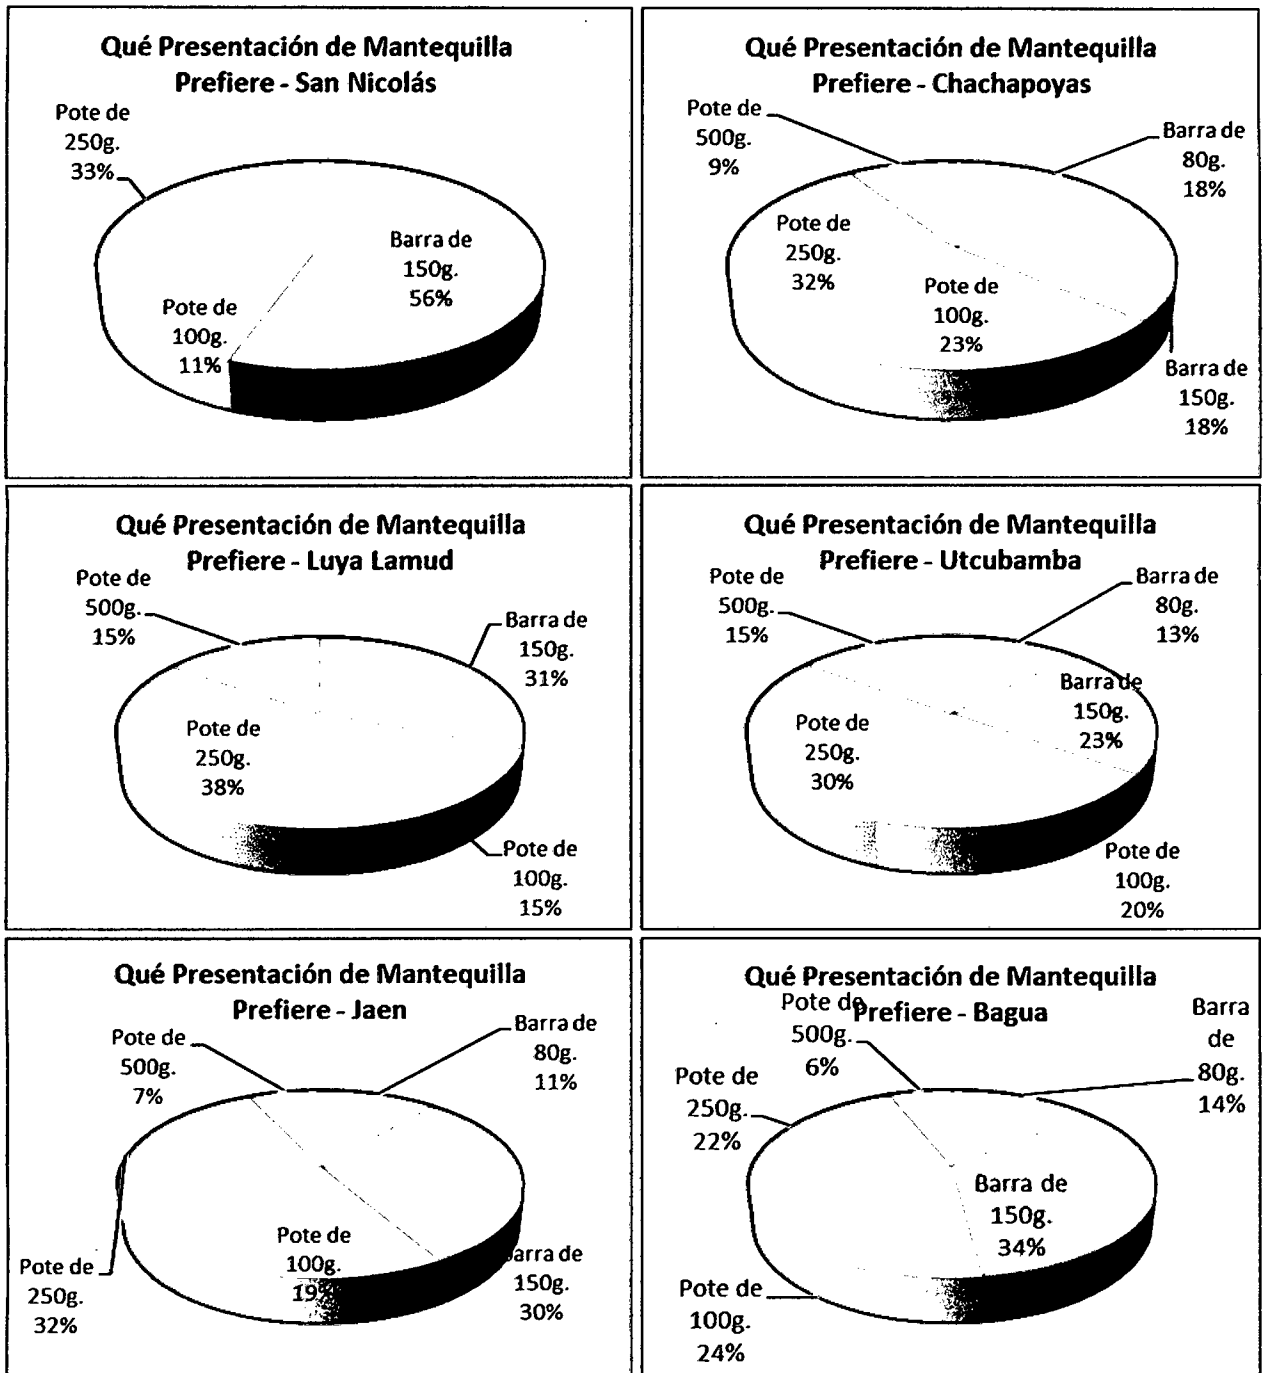 Qué Presentación de Mantequilla
Prefiere - San Nicolás
Pote de
250g.
33%
Barra de
150g.
56%
Pote de
100g.
11%
Qué Presentación de Mantequilla
Prefiere - Chachapoyas
Pote de
500g.
9%
Barra de
80g.
18%
Pote de
250g.
32%
Pote de
100g.
23%
Barra de
150g.
18%
Qué Presentación de Mantequilla
Prefiere - Luya Lamud
Pote de
500g.
15%
Barra de
150g.
31%
Pote de
250g.
38%
Pote de
100g.
15%
Qué Presentación de Mantequilla
Prefiere - Utcubamba
Pote de
500g.
15%
Barra de
80g.
13%
Barra de
150g.
23%
Pote de
250g.
30%
Pote de
100g.
20%
Qué Presentación de Mantequilla
Prefiere - Jaen
Pote de
500g.
7%
Barra de
80g.
11%
Pote de
100g.
19%
Barra de
150g.
30%
Pote de
250g.
32%
Qué Presentación de Mantequilla
Prefiere - Bagua
Pote de
500g.
6%
Barra
de
80g.
14%
Pote de
250g.
22%
Barra de
150g.
34%
Pote de
100g.
24%